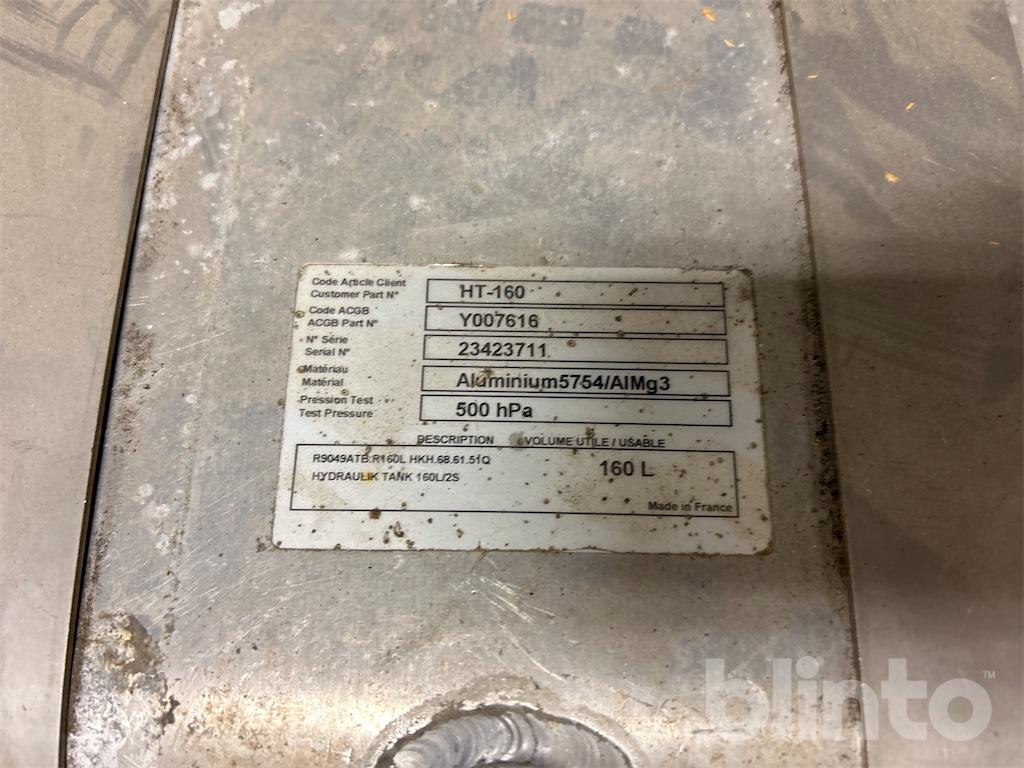 Code Article Client
Customer Part N° HT-160
Code ACGB
ACGB Part N° Y007616
N° Série
Serial N° 23423711
Matériau
Matérial Aluminium5754/AlMg3
Pression Test
Test Pressure 500 hPa
DESCRIPTION VOLUME UTILE / USABLE
R9049ATB.R160L HKH.68.61.51Q 160 L
HYDRAULIK TANK 160L/2S
Made in France
blinto™